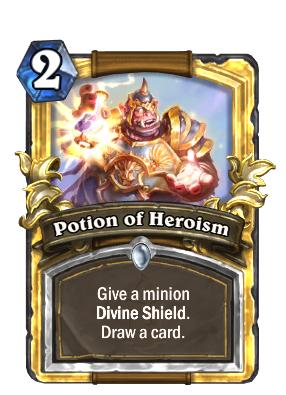 2
Potion of Heroism
Give a minion
Divine Shield.
Draw a card.